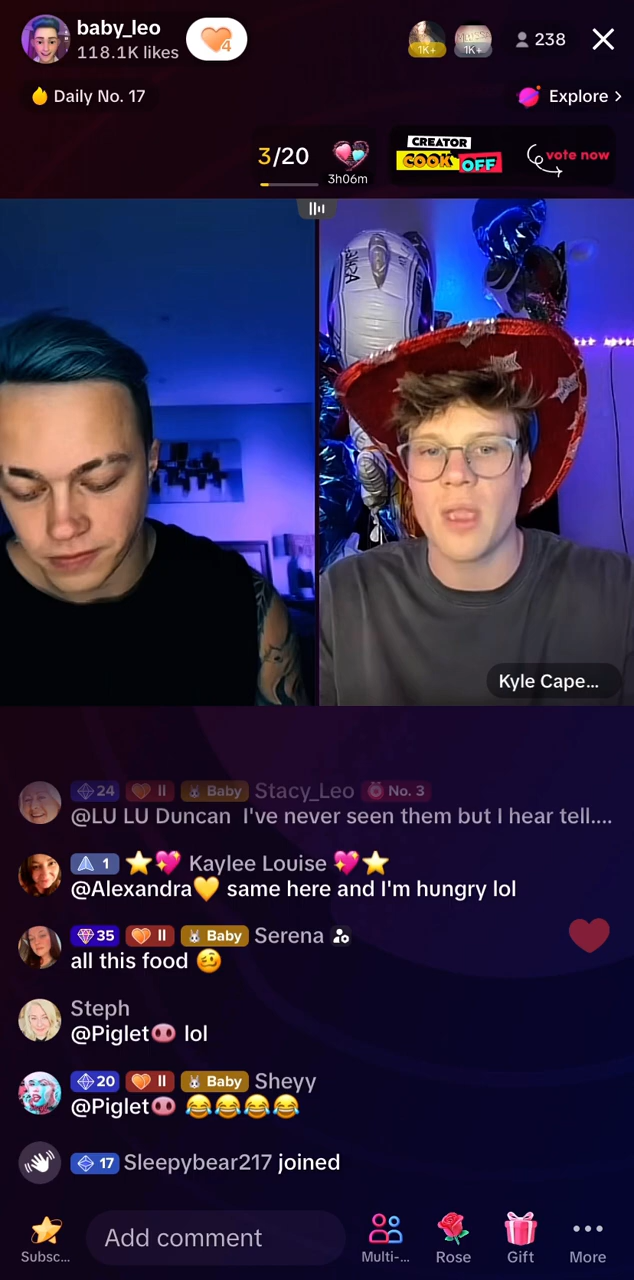 baby_leo
118.1K likes
4
1K+
1K+
238
Daily No. 17
Explore >
3/20
3h06m
CREATOR
COOK OFF
vote now
Kyle Cape...
24 II Baby Stacy_Leo No. 3
@LU LU Duncan I've never seen them but I hear tell....
1 ⭐💖 Kaylee Louise 💖⭐
@Alexandra💛 same here and I'm hungry lol
35 II Baby Serena
all this food 🥴
Steph
@Piglet🐽 lol
20 II Baby Sheyy
@Piglet🐽 😂😂😂😂
17 Sleepybear217 joined
Add comment
Subsc...
Multi-...
Rose
Gift
More